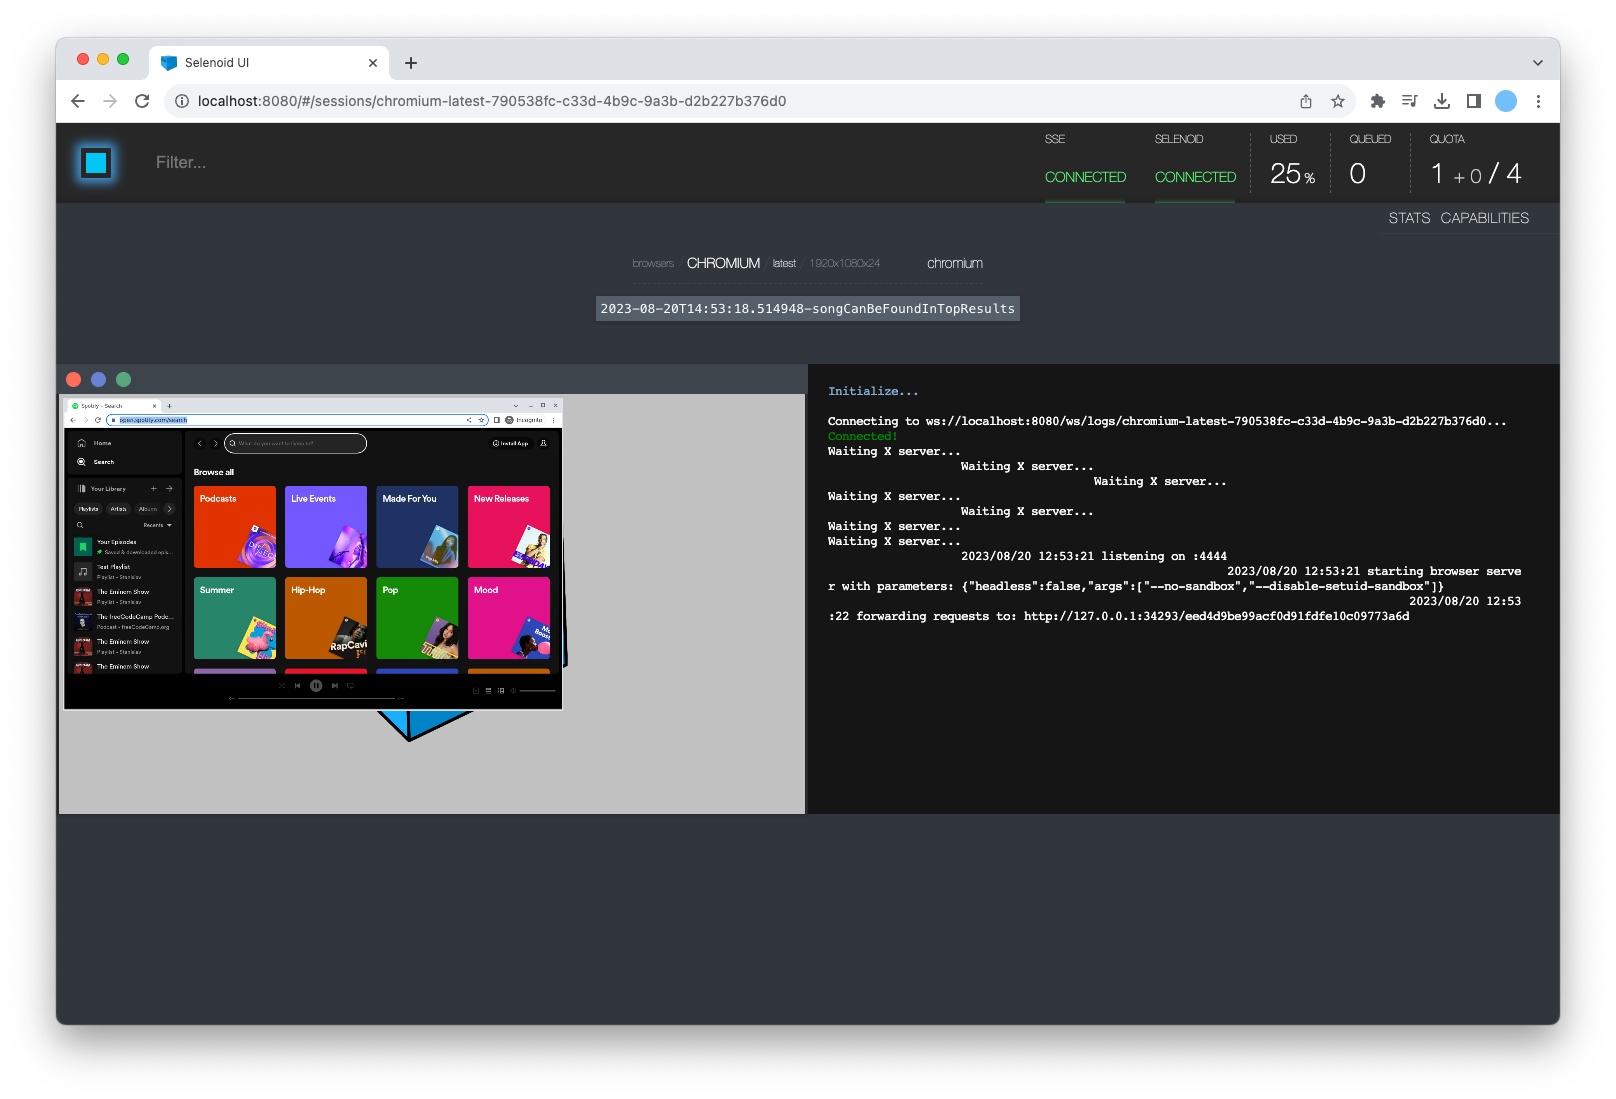 Selenoid UI
localhost:8080/#/sessions/chromium-latest-790538fc-c33d-4b9c-9a3b-d2b227b376d0
Filter...
SSE
CONNECTED
SELENOID
CONNECTED
USED
25 %
QUEUED
0
QUOTA
1 + 0 / 4
STATS CAPABILITIES
browsers / CHROMIUM / latest / 1920x1080x24 chromium
2023-08-20T14:53:18.514948-songCanBeFoundInTopResults
Spotify - Search
open.spotify.com/search
Incognito
Home
Search
What do you want to listen to?
Install App
Your Library
Playlists Artists Albums
Recents
Your Episodes
Saved & downloaded epis...
Test Playlist
Playlist • Stanislav
The Eminem Show
Playlist • Stanislav
The freeCodeCamp Podc...
Podcast • freeCodeCamp.org
The Eminem Show
Playlist • Stanislav
The Eminem Show
Browse all
Podcasts
Live Events
Made For You
New Releases
Summer
Hip-Hop
RapCavi
Pop
Mood
Initialize...
Connecting to ws://localhost:8080/ws/logs/chromium-latest-790538fc-c33d-4b9c-9a3b-d2b227b376d0...
Connected!
Waiting X server...
Waiting X server...
Waiting X server...
Waiting X server...
Waiting X server...
Waiting X server...
Waiting X server...
2023/08/20 12:53:21 listening on :4444
2023/08/20 12:53:21 starting browser serve
r with parameters: {"headless":false,"args":["--no-sandbox","--disable-setuid-sandbox"]}
2023/08/20 12:53
:22 forwarding requests to: http://127.0.0.1:34293/eed4d9be99acf0d91fdfe10c09773a6d